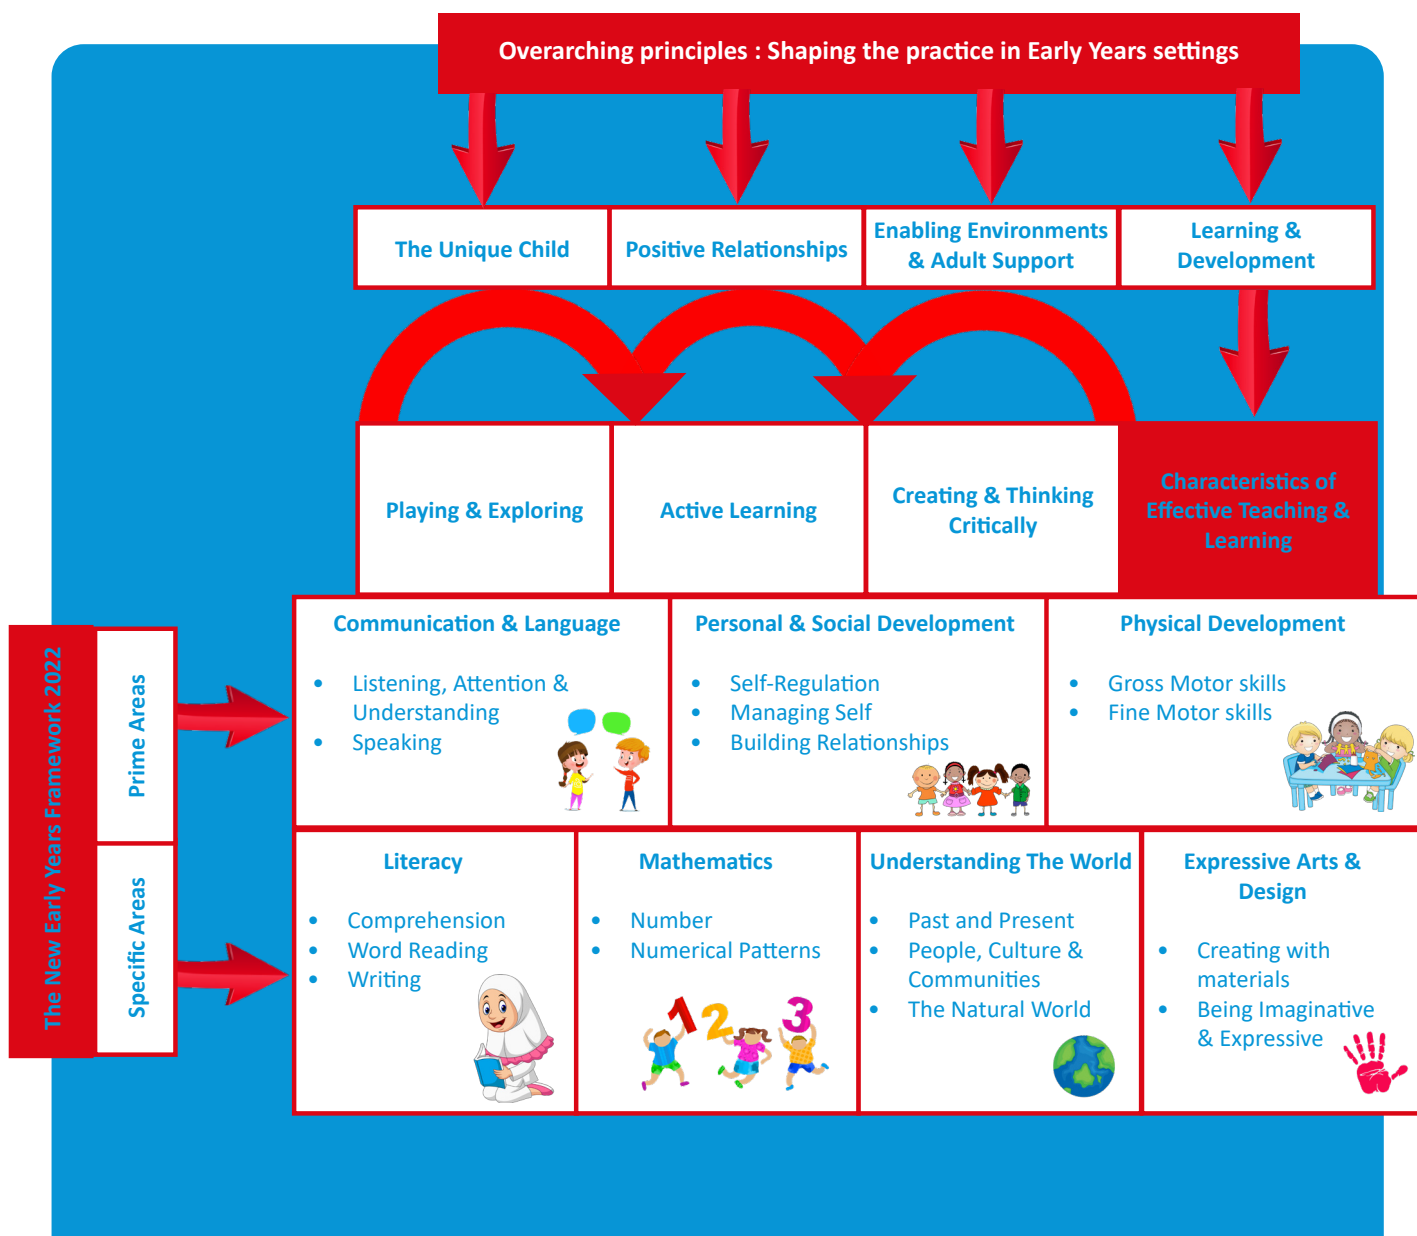 Overarching principles : Shaping the practice in Early Years settings
The Unique Child
Positive Relationships
Enabling Environments
& Adult Support
Learning &
Development
Playing & Exploring
Active Learning
Creating & Thinking
Critically
Characteristics of
Effective Teaching &
Learning
The New Early Years Framework 2022
Prime Areas
Communication & Language
• Listening, Attention &
Understanding
• Speaking
Personal & Social Development
• Self-Regulation
• Managing Self
• Building Relationships
Physical Development
• Gross Motor skills
• Fine Motor skills
Specific Areas
Literacy
• Comprehension
• Word Reading
• Writing
Mathematics
• Number
• Numerical Patterns
1 2 3
Understanding The World
• Past and Present
• People, Culture &
Communities
• The Natural World
Expressive Arts &
Design
• Creating with
materials
• Being Imaginative
& Expressive